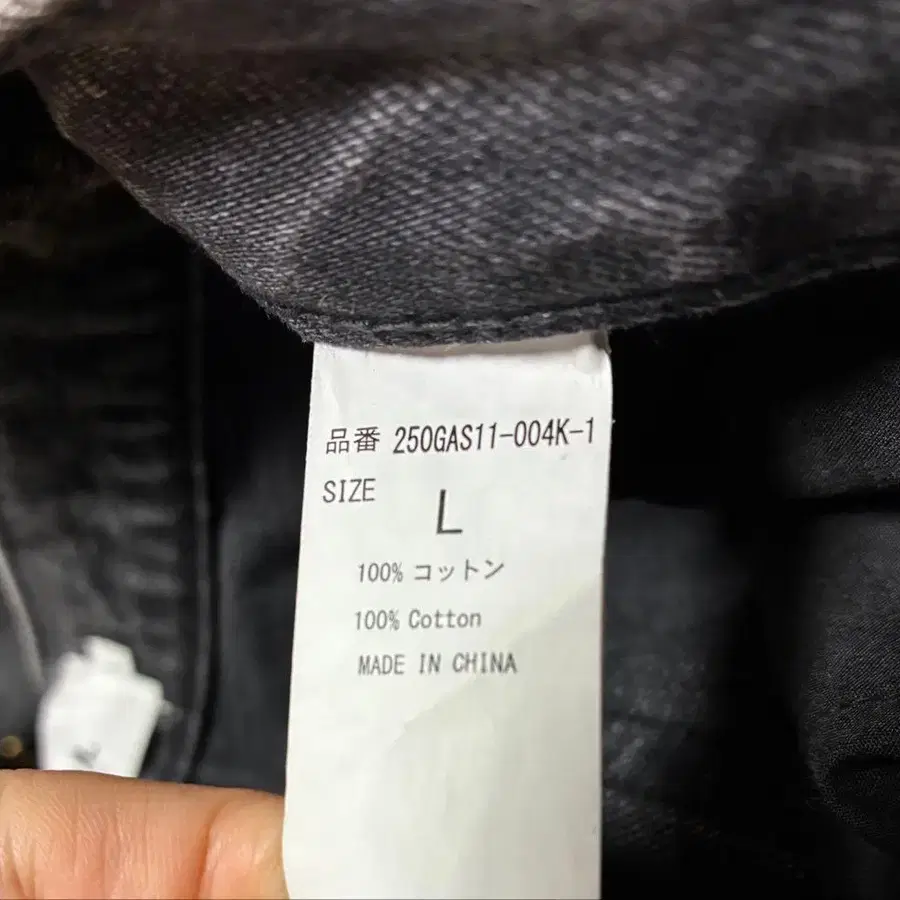 品番 250GAS11-004K-1
SIZE
L
100% コットン
100% Cotton
MADE IN CHINA